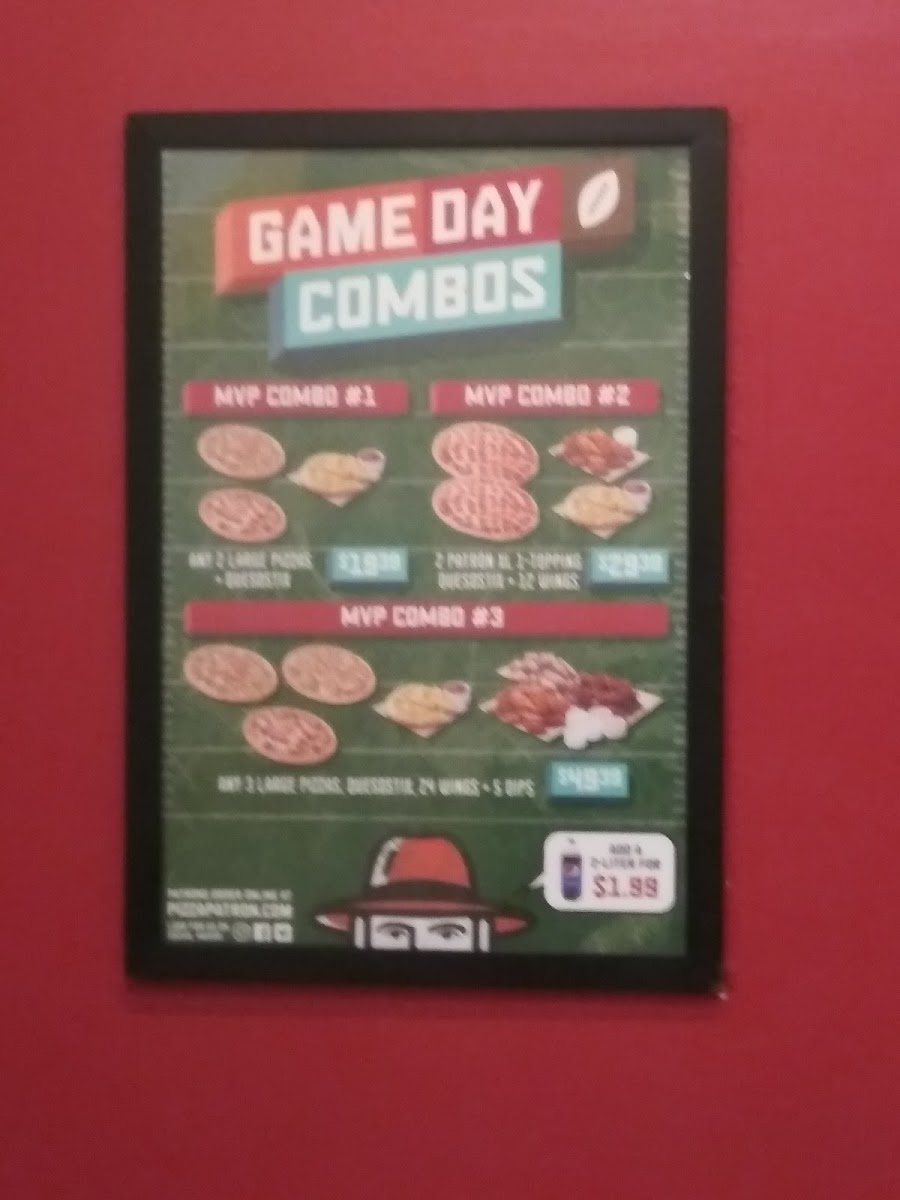 GAME DAY
COMBOS
MVP COMBO #1
ANY 2 LARGE PIZZAS
+ QUESOSTIX
MVP COMBO #2
2 PATRON XL 1-TOPPING
QUESOSTIX + 12 WINGS
MVP COMBO #3
ANY 3 LARGE PIZZAS, QUESOSTIX, 24 WINGS + 5 DIPS
ADD A
2-LITER FOR
$1.99
PIZZAPATRON.COM